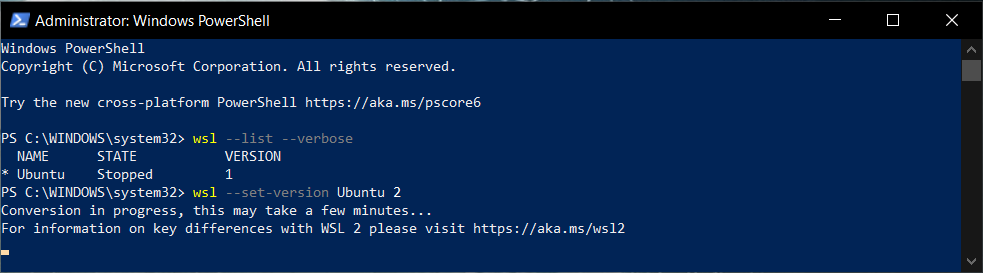 Administrator: Windows PowerShell
Windows PowerShell
Copyright (C) Microsoft Corporation. All rights reserved.
Try the new cross-platform PowerShell https://aka.ms/pscore6
PS C:\WINDOWS\system32> wsl --list --verbose
  NAME      STATE           VERSION
* Ubuntu    Stopped         1
PS C:\WINDOWS\system32> wsl --set-version Ubuntu 2
Conversion in progress, this may take a few minutes...
For information on key differences with WSL 2 please visit https://aka.ms/wsl2